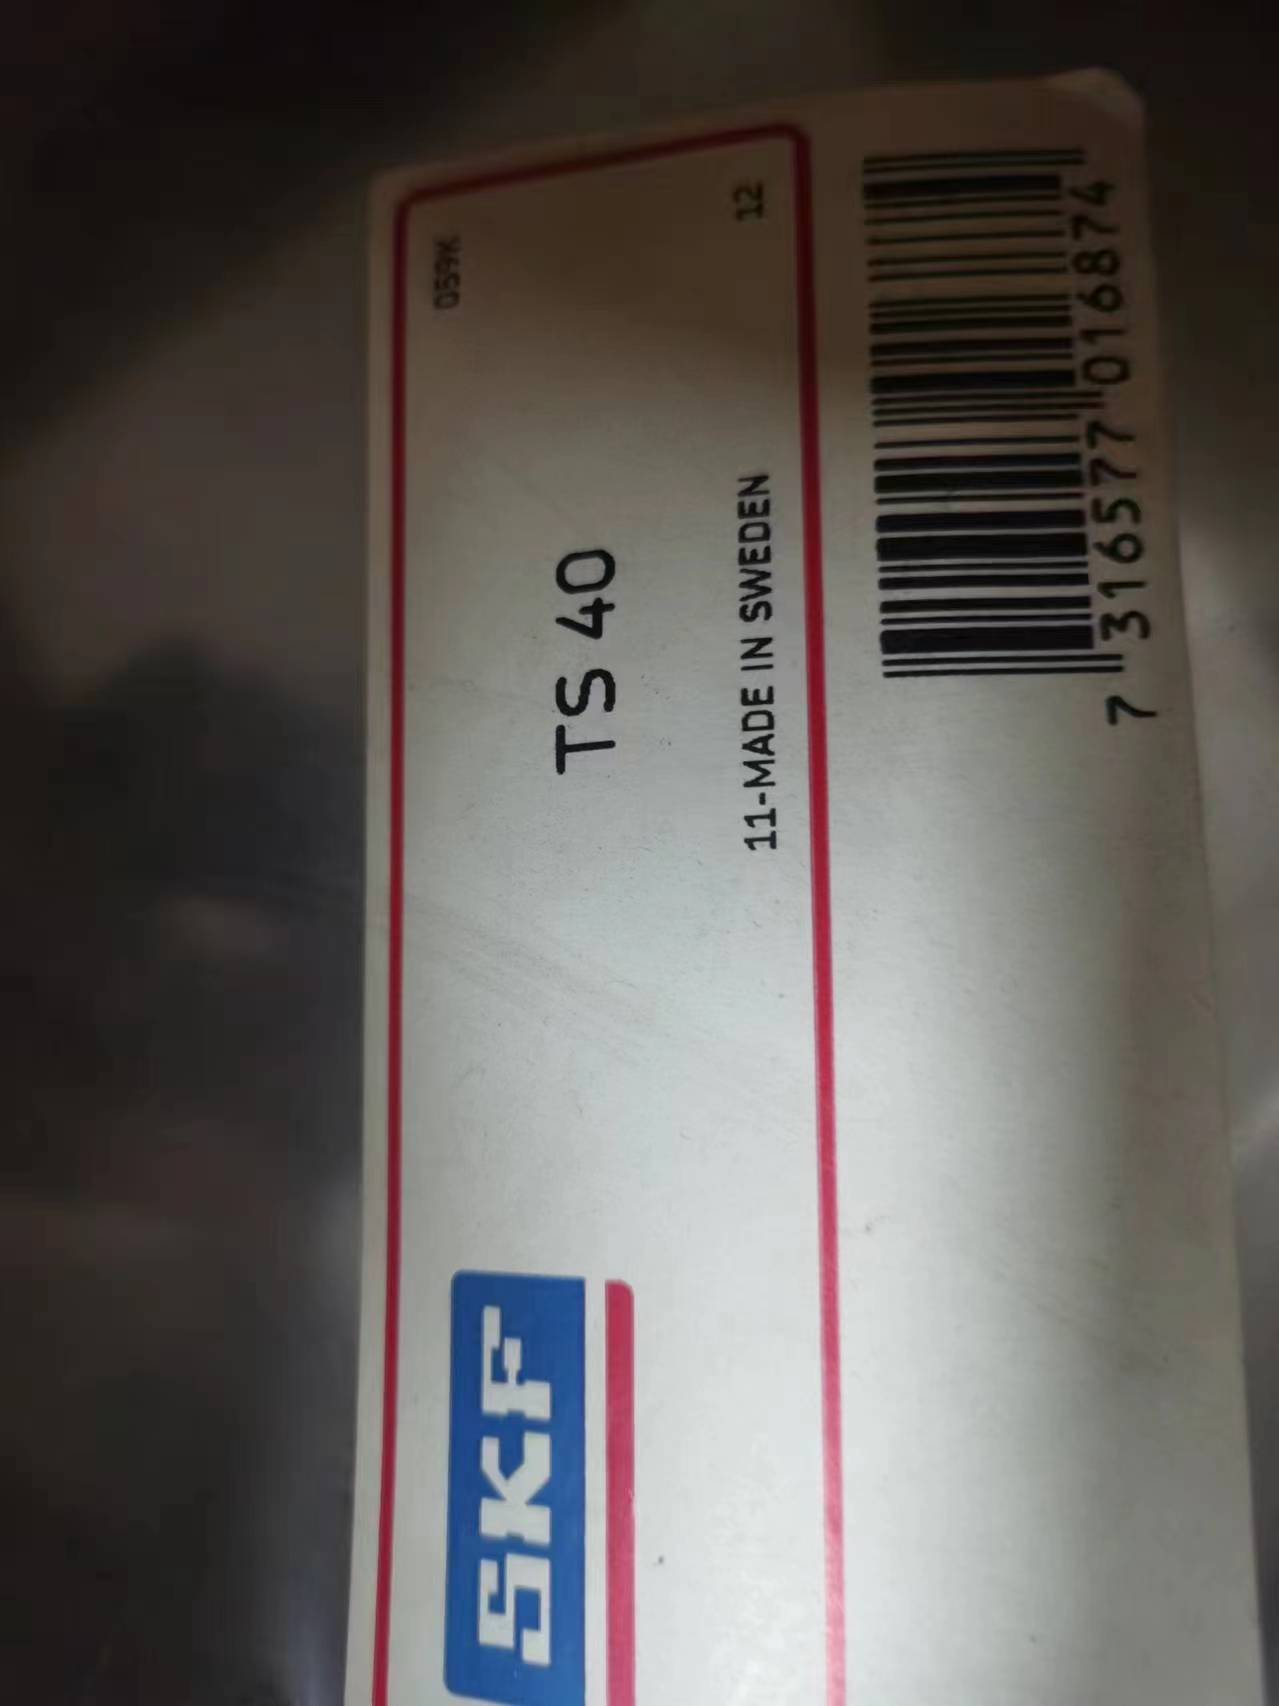 SKF
059K
TS 40
12
11-MADE IN SWEDEN
7 316577 016874